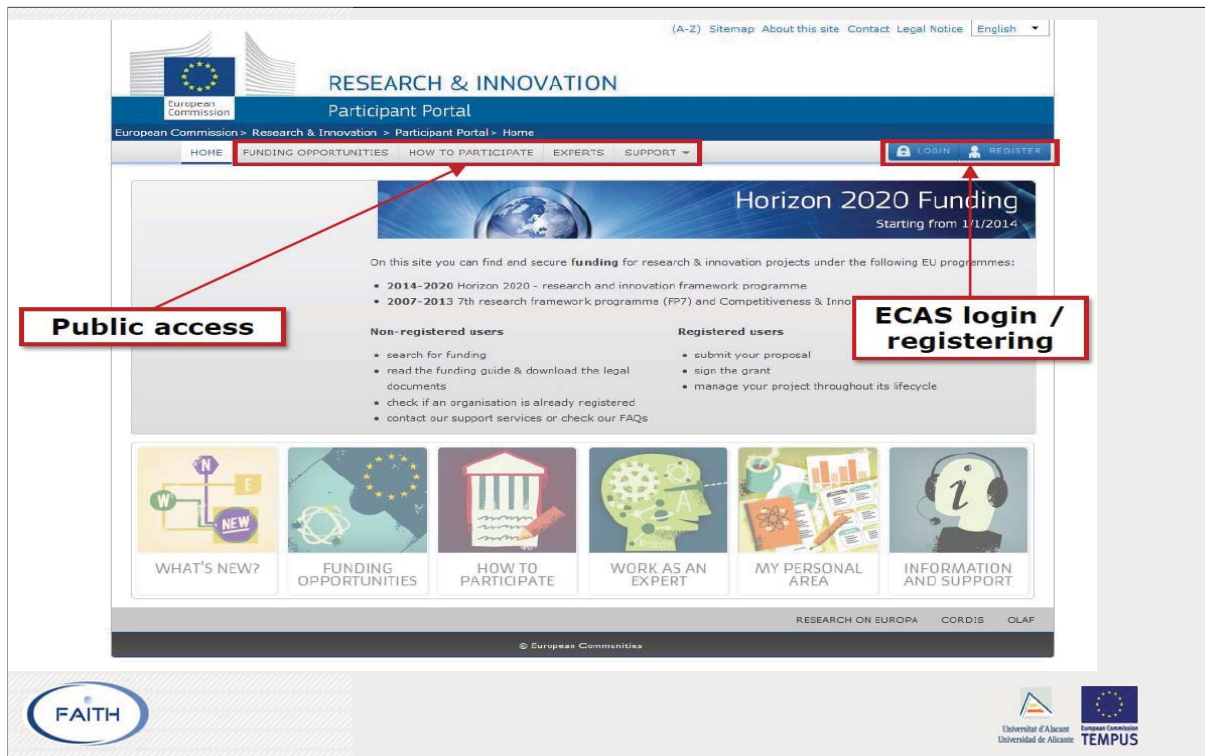 (A-Z) Sitemap About this site Contact Legal Notice English
European
Commission
RESEARCH & INNOVATION
Participant Portal
European Commission > Research & Innovation > Participant Portal > Home
HOME FUNDING OPPORTUNITIES HOW TO PARTICIPATE EXPERTS SUPPORT LOGIN REGISTER
Horizon 2020 Funding
Starting from 1/1/2014
On this site you can find and secure funding for research & innovation projects under the following EU programmes:
• 2014-2020 Horizon 2020 - research and innovation framework programme
• 2007-2013 7th research framework programme (FP7) and Competitiveness &
Public access
ECAS login /
registering
Non-registered users
• search for funding
• read the funding guide & download the legal
documents
• check if an organisation is already registered
• contact our support services or check our FAQs
Registered users
• submit your proposal
• sign the grant
• manage your project throughout its lifecycle
N
W
E
NEW
A
i
WHAT'S NEW?
FUNDING
OPPORTUNITIES
HOW TO
PARTICIPATE
WORK AS AN
EXPERT
MY PERSONAL
AREA
INFORMATION
AND SUPPORT
RESEARCH ON EUROPA CORDIS OLAF
© European Communities
FAITH
Universitat d'Alacant
Universidad de Alicante
European Commission
TEMPUS